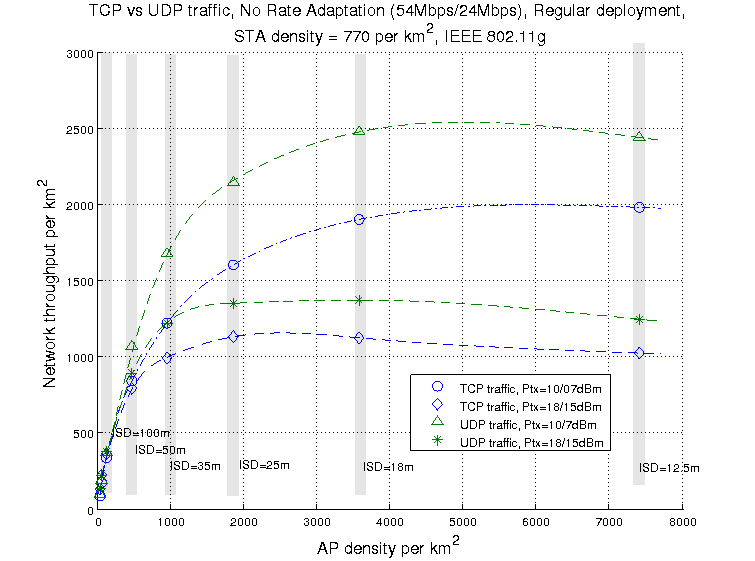 TCP vs UDP traffic, No Rate Adaptation (54Mbps/24Mbps), Regular deployment,
STA density = 770 per km², IEEE 802.11g
Network throughput per km²
3000
2500
2000
1500
1000
500
0
ISD=100m
ISD=50m
ISD=35m
ISD=25m
ISD=18m
ISD=12.5m
TCP traffic, Ptx=10/07dBm
TCP traffic, Ptx=18/15dBm
UDP traffic, Ptx=10/7dBm
UDP traffic, Ptx=18/15dBm
0 1000 2000 3000 4000 5000 6000 7000 8000
AP density per km²